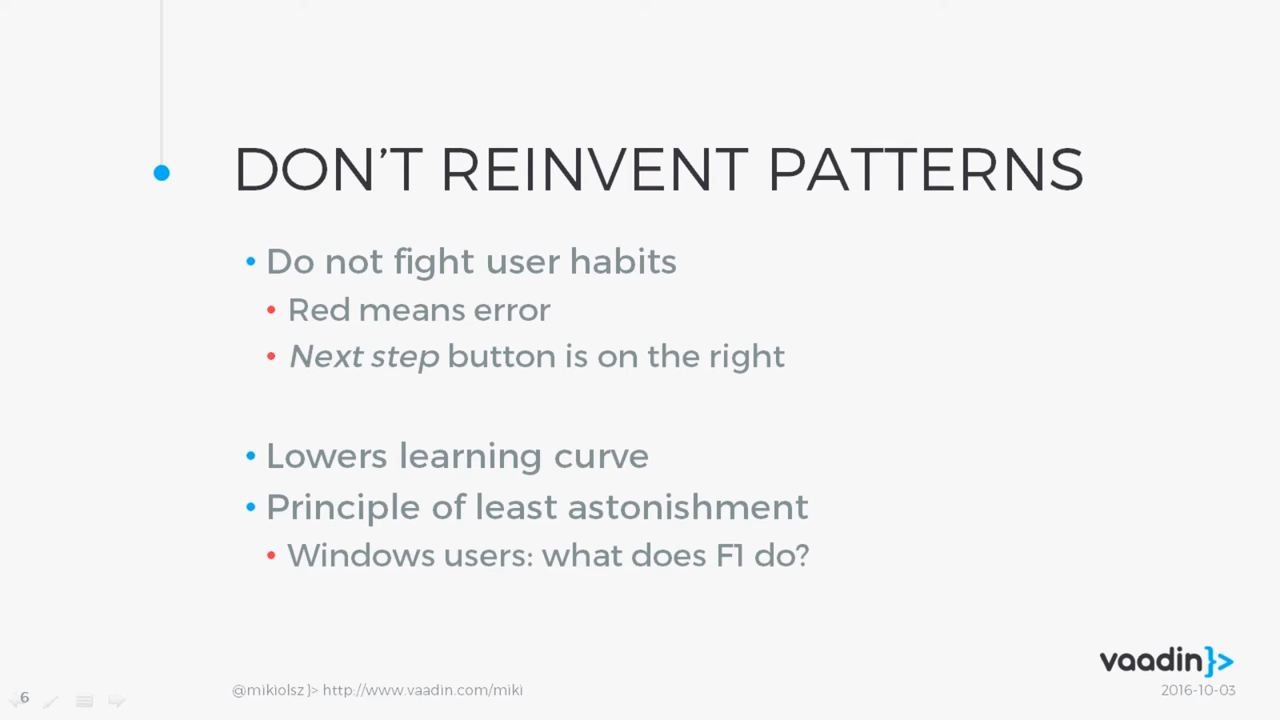 DON'T REINVENT PATTERNS
• Do not fight user habits
• Red means error
• Next step button is on the right
• Lowers learning curve
• Principle of least astonishment
• Windows users: what does F1 do?
vaadin}>
6
@mikiolsz }> http://www.vaadin.com/miki
2016-10-03